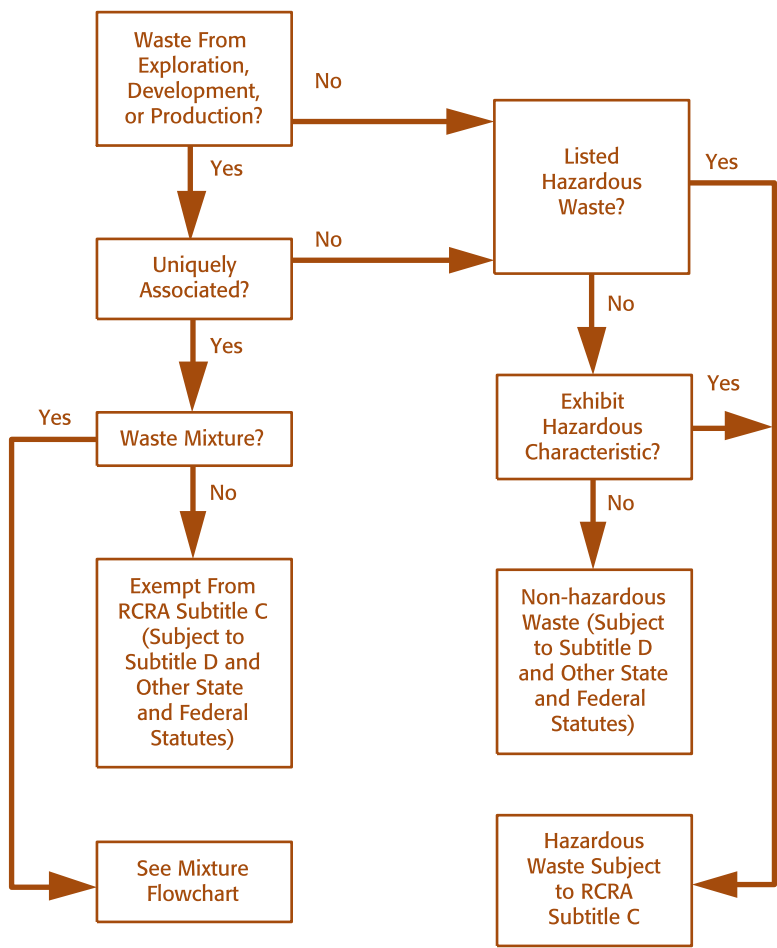 Waste From
Exploration,
Development,
or Production?
No
Yes
Listed
Hazardous
Waste?
Yes
Uniquely
Associated?
No
Yes
No
Exhibit
Hazardous
Characteristic?
Yes
Yes
Waste Mixture?
No
No
Exempt From
RCRA Subtitle C
(Subject to
Subtitle D and
Other State
and Federal
Statutes)
Non-hazardous
Waste (Subject
to Subtitle D
and Other State
and Federal
Statutes)
See Mixture
Flowchart
Hazardous
Waste Subject
to RCRA
Subtitle C